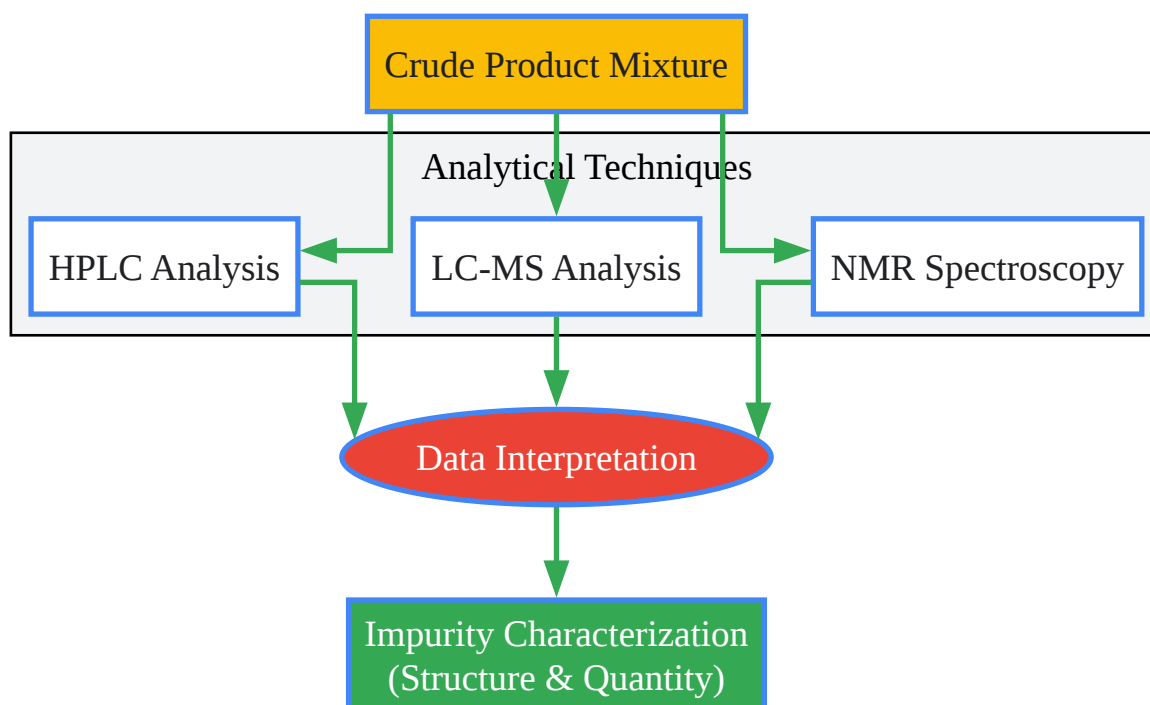 Crude Product Mixture
Analytical Techniques
HPLC Analysis
LC-MS Analysis
NMR Spectroscopy
Data Interpretation
Impurity Characterization
(Structure & Quantity)